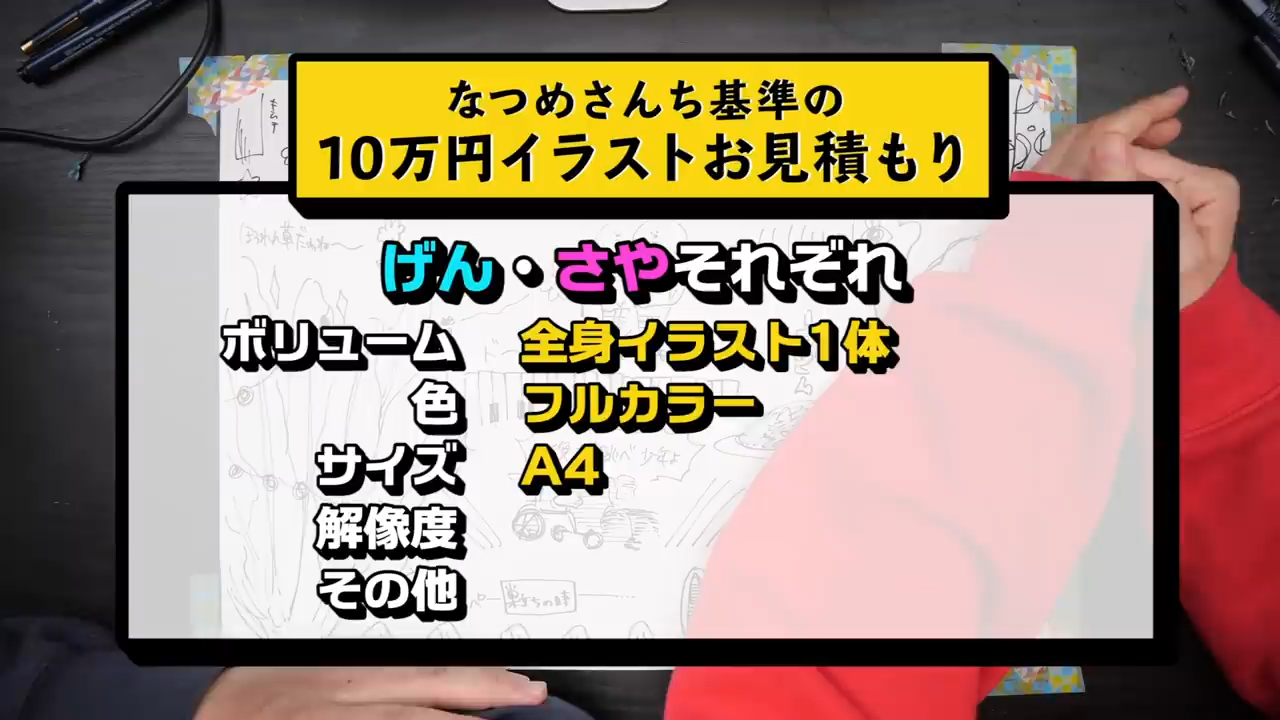 なつめさんち基準の
10万円イラストお見積もり
げん・さやそれぞれ
ボリューム 全身イラスト1体
色 フルカラー
サイズ A4
解像度
その他